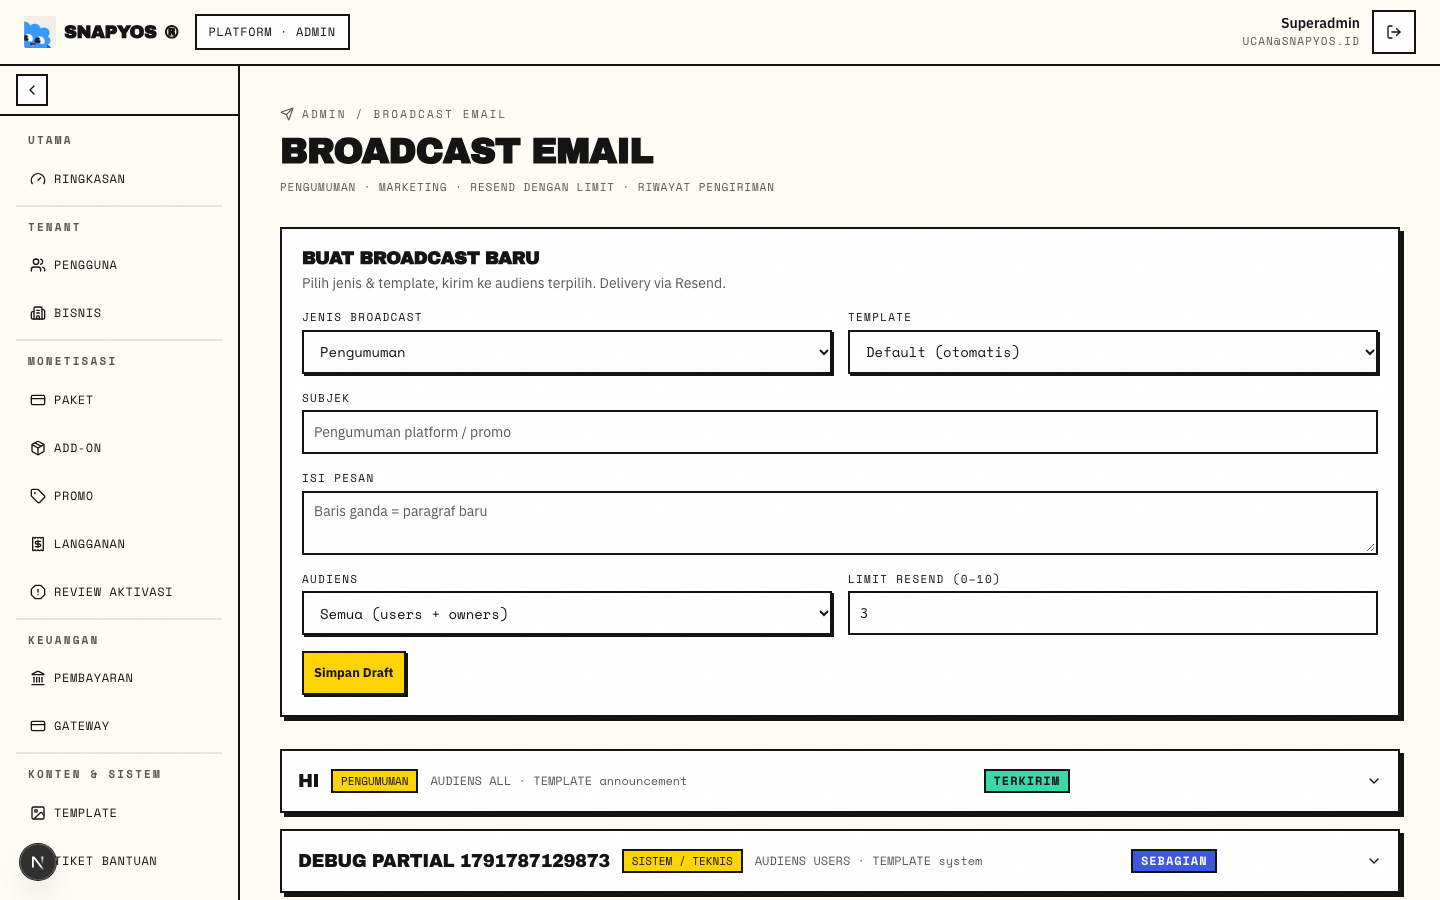 SNAPYOS ®
PLATFORM · ADMIN
Superadmin
UCAN@SNAPYOS.ID
UTAMA
RINGKASAN
TENANT
PENGGUNA
BISNIS
MONETISASI
PAKET
ADD-ON
PROMO
LANGGANAN
REVIEW AKTIVASI
KEUANGAN
PEMBAYARAN
GATEWAY
KONTEN & SISTEM
TEMPLATE
TIKET BANTUAN
N
ADMIN / BROADCAST EMAIL
BROADCAST EMAIL
PENGUMUMAN · MARKETING · RESEND DENGAN LIMIT · RIWAYAT PENGIRIMAN
BUAT BROADCAST BARU
Pilih jenis & template, kirim ke audiens terpilih. Delivery via Resend.
JENIS BROADCAST
Pengumuman
TEMPLATE
Default (otomatis)
SUBJEK
Pengumuman platform / promo
ISI PESAN
Baris ganda = paragraf baru
AUDIENS
Semua (users + owners)
LIMIT RESEND (0–10)
3
Simpan Draft
HI PENGUMUMAN AUDIENS ALL · TEMPLATE announcement TERKIRIM
DEBUG PARTIAL 1791787129873 SISTEM / TEKNIS AUDIENS USERS · TEMPLATE system SEBAGIAN